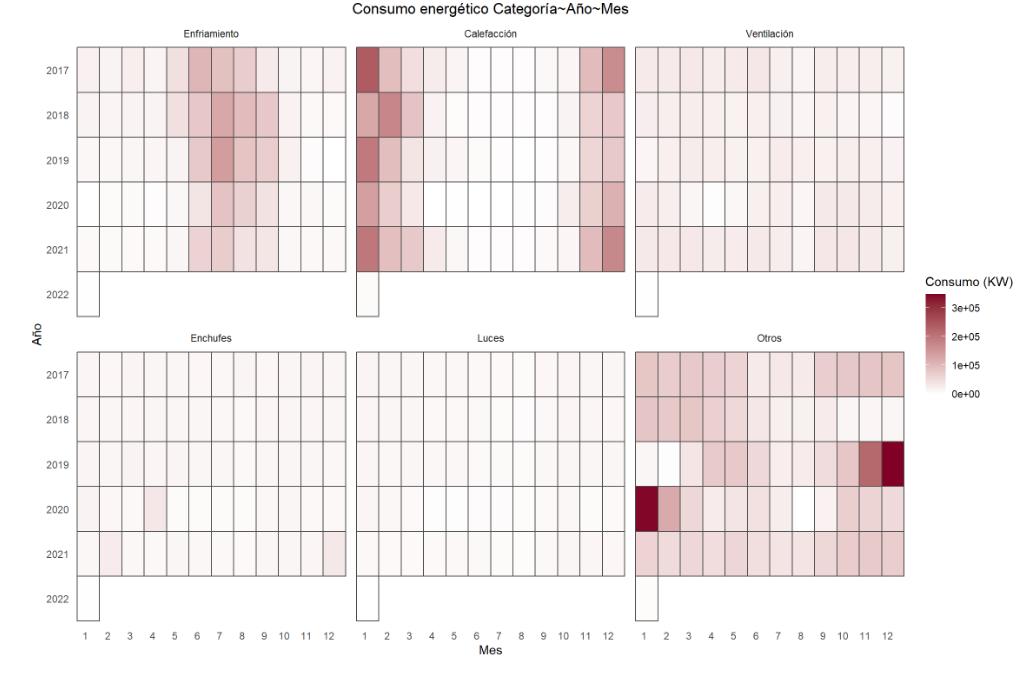 Consumo energético Categoría~Año~Mes
Enfriamiento Calefacción Ventilación
2017
2018
2019
2020
2021
2022
Consumo (KW)
3e+05
2e+05
1e+05
0e+00
Año
Enchufes Luces Otros
2017
2018
2019
2020
2021
2022
1 2 3 4 5 6 7 8 9 10 11 12 1 2 3 4 5 6 7 8 9 10 11 12 1 2 3 4 5 6 7 8 9 10 11 12
Mes